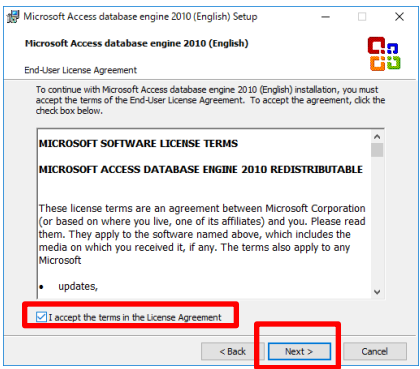 Microsoft Access database engine 2010 (English) Setup
Microsoft Access database engine 2010 (English)
End-User License Agreement
To continue with Microsoft Access database engine 2010 (English) installation, you must
accept the terms of the End-User License Agreement. To accept the agreement, click the
check box below.
MICROSOFT SOFTWARE LICENSE TERMS
MICROSOFT ACCESS DATABASE ENGINE 2010 REDISTRIBUTABLE
These license terms are an agreement between Microsoft Corporation
(or based on where you live, one of its affiliates) and you. Please read
them. They apply to the software named above, which includes the
media on which you received it, if any. The terms also apply to any
Microsoft
• updates,
I accept the terms in the License Agreement
< Back Next > Cancel